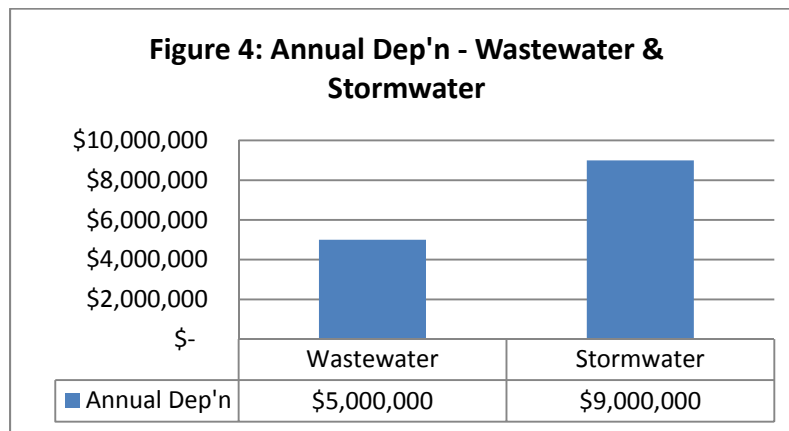 Figure 4: Annual Dep'n - Wastewater &
Stormwater
$10,000,000
$8,000,000
$6,000,000
$4,000,000
$2,000,000
$-
Wastewater Stormwater
Annual Dep'n $5,000,000 $9,000,000